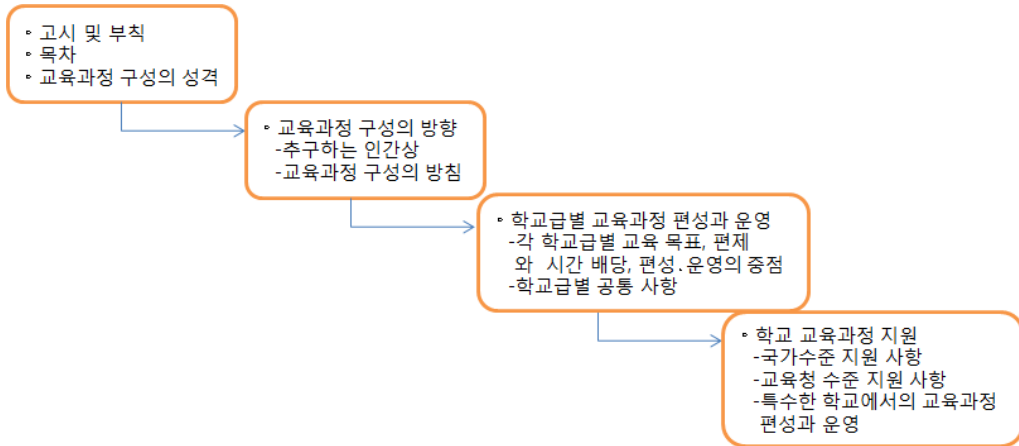 ◦ 고시 및 부칙
◦ 목차
◦ 교육과정 구성의 성격
◦ 교육과정 구성의 방향
-추구하는 인간상
-교육과정 구성의 방침
◦ 학교급별 교육과정 편성과 운영
-각 학교급별 교육 목표, 편제
와 시간 배당, 편성․운영의 중점
-학교급별 공통 사항
◦ 학교 교육과정 지원
-국가수준 지원 사항
-교육청 수준 지원 사항
-특수한 학교에서의 교육과정
편성과 운영